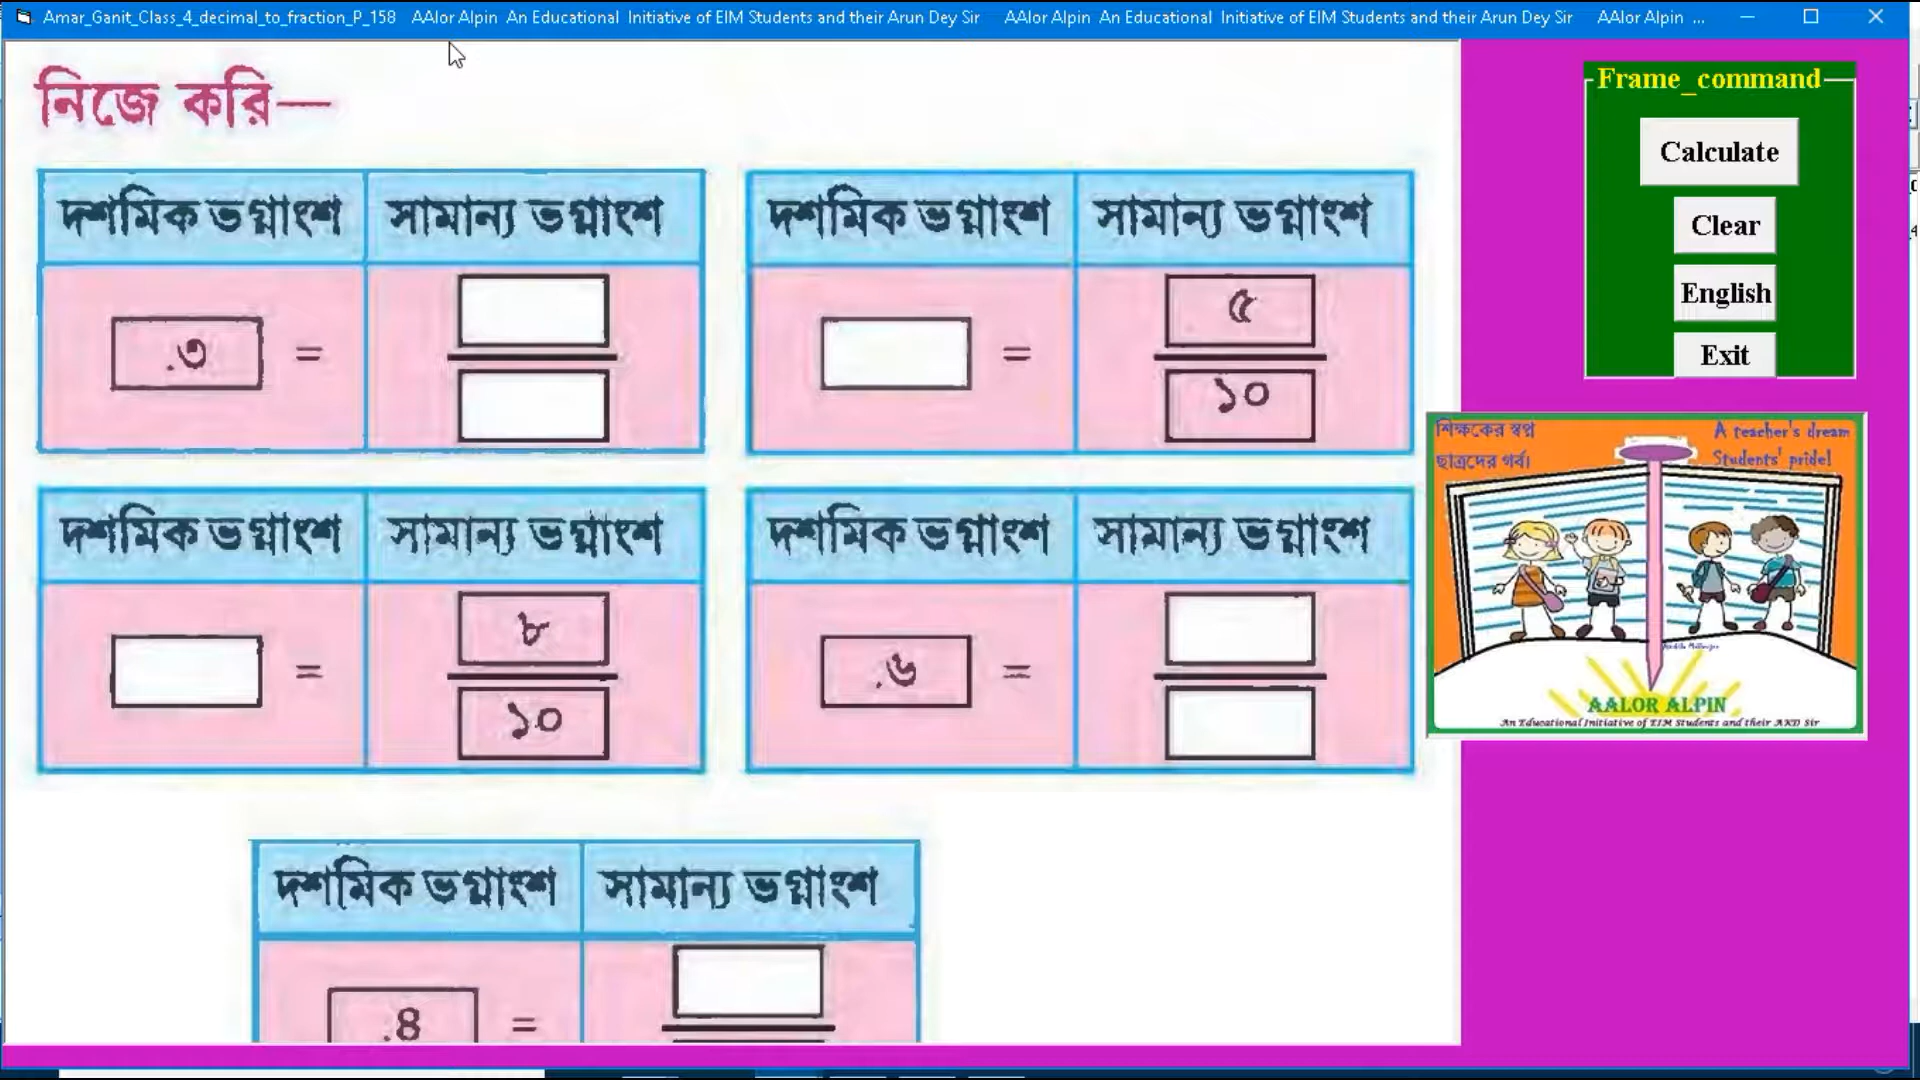 Amar_Ganit_Class_4_decimal_to_fraction_P_158 AAlor Alpin An Educational Initiative of EIM Students and their Arun Dey Sir AAlor Alpin An Educational Initiative of EIM Students and their Arun Dey Sir AAlor Alpin ...
নিজে করি—
দশমিক ভগ্নাংশ সামান্য ভগ্নাংশ
.৩ =
দশমিক ভগ্নাংশ সামান্য ভগ্নাংশ
৫
=
১০
দশমিক ভগ্নাংশ সামান্য ভগ্নাংশ
৮
=
১০
দশমিক ভগ্নাংশ সামান্য ভগ্নাংশ
.৬ =
দশমিক ভগ্নাংশ সামান্য ভগ্নাংশ
.৪ =
Frame_command
Calculate
Clear
English
Exit
শিক্ষকের স্বপ্ন
ছাত্রদের গর্ব।
A teacher's dream
Students' pride!
AALOR ALPIN
An Educational Initiative of EIM Students and their AKD Sir